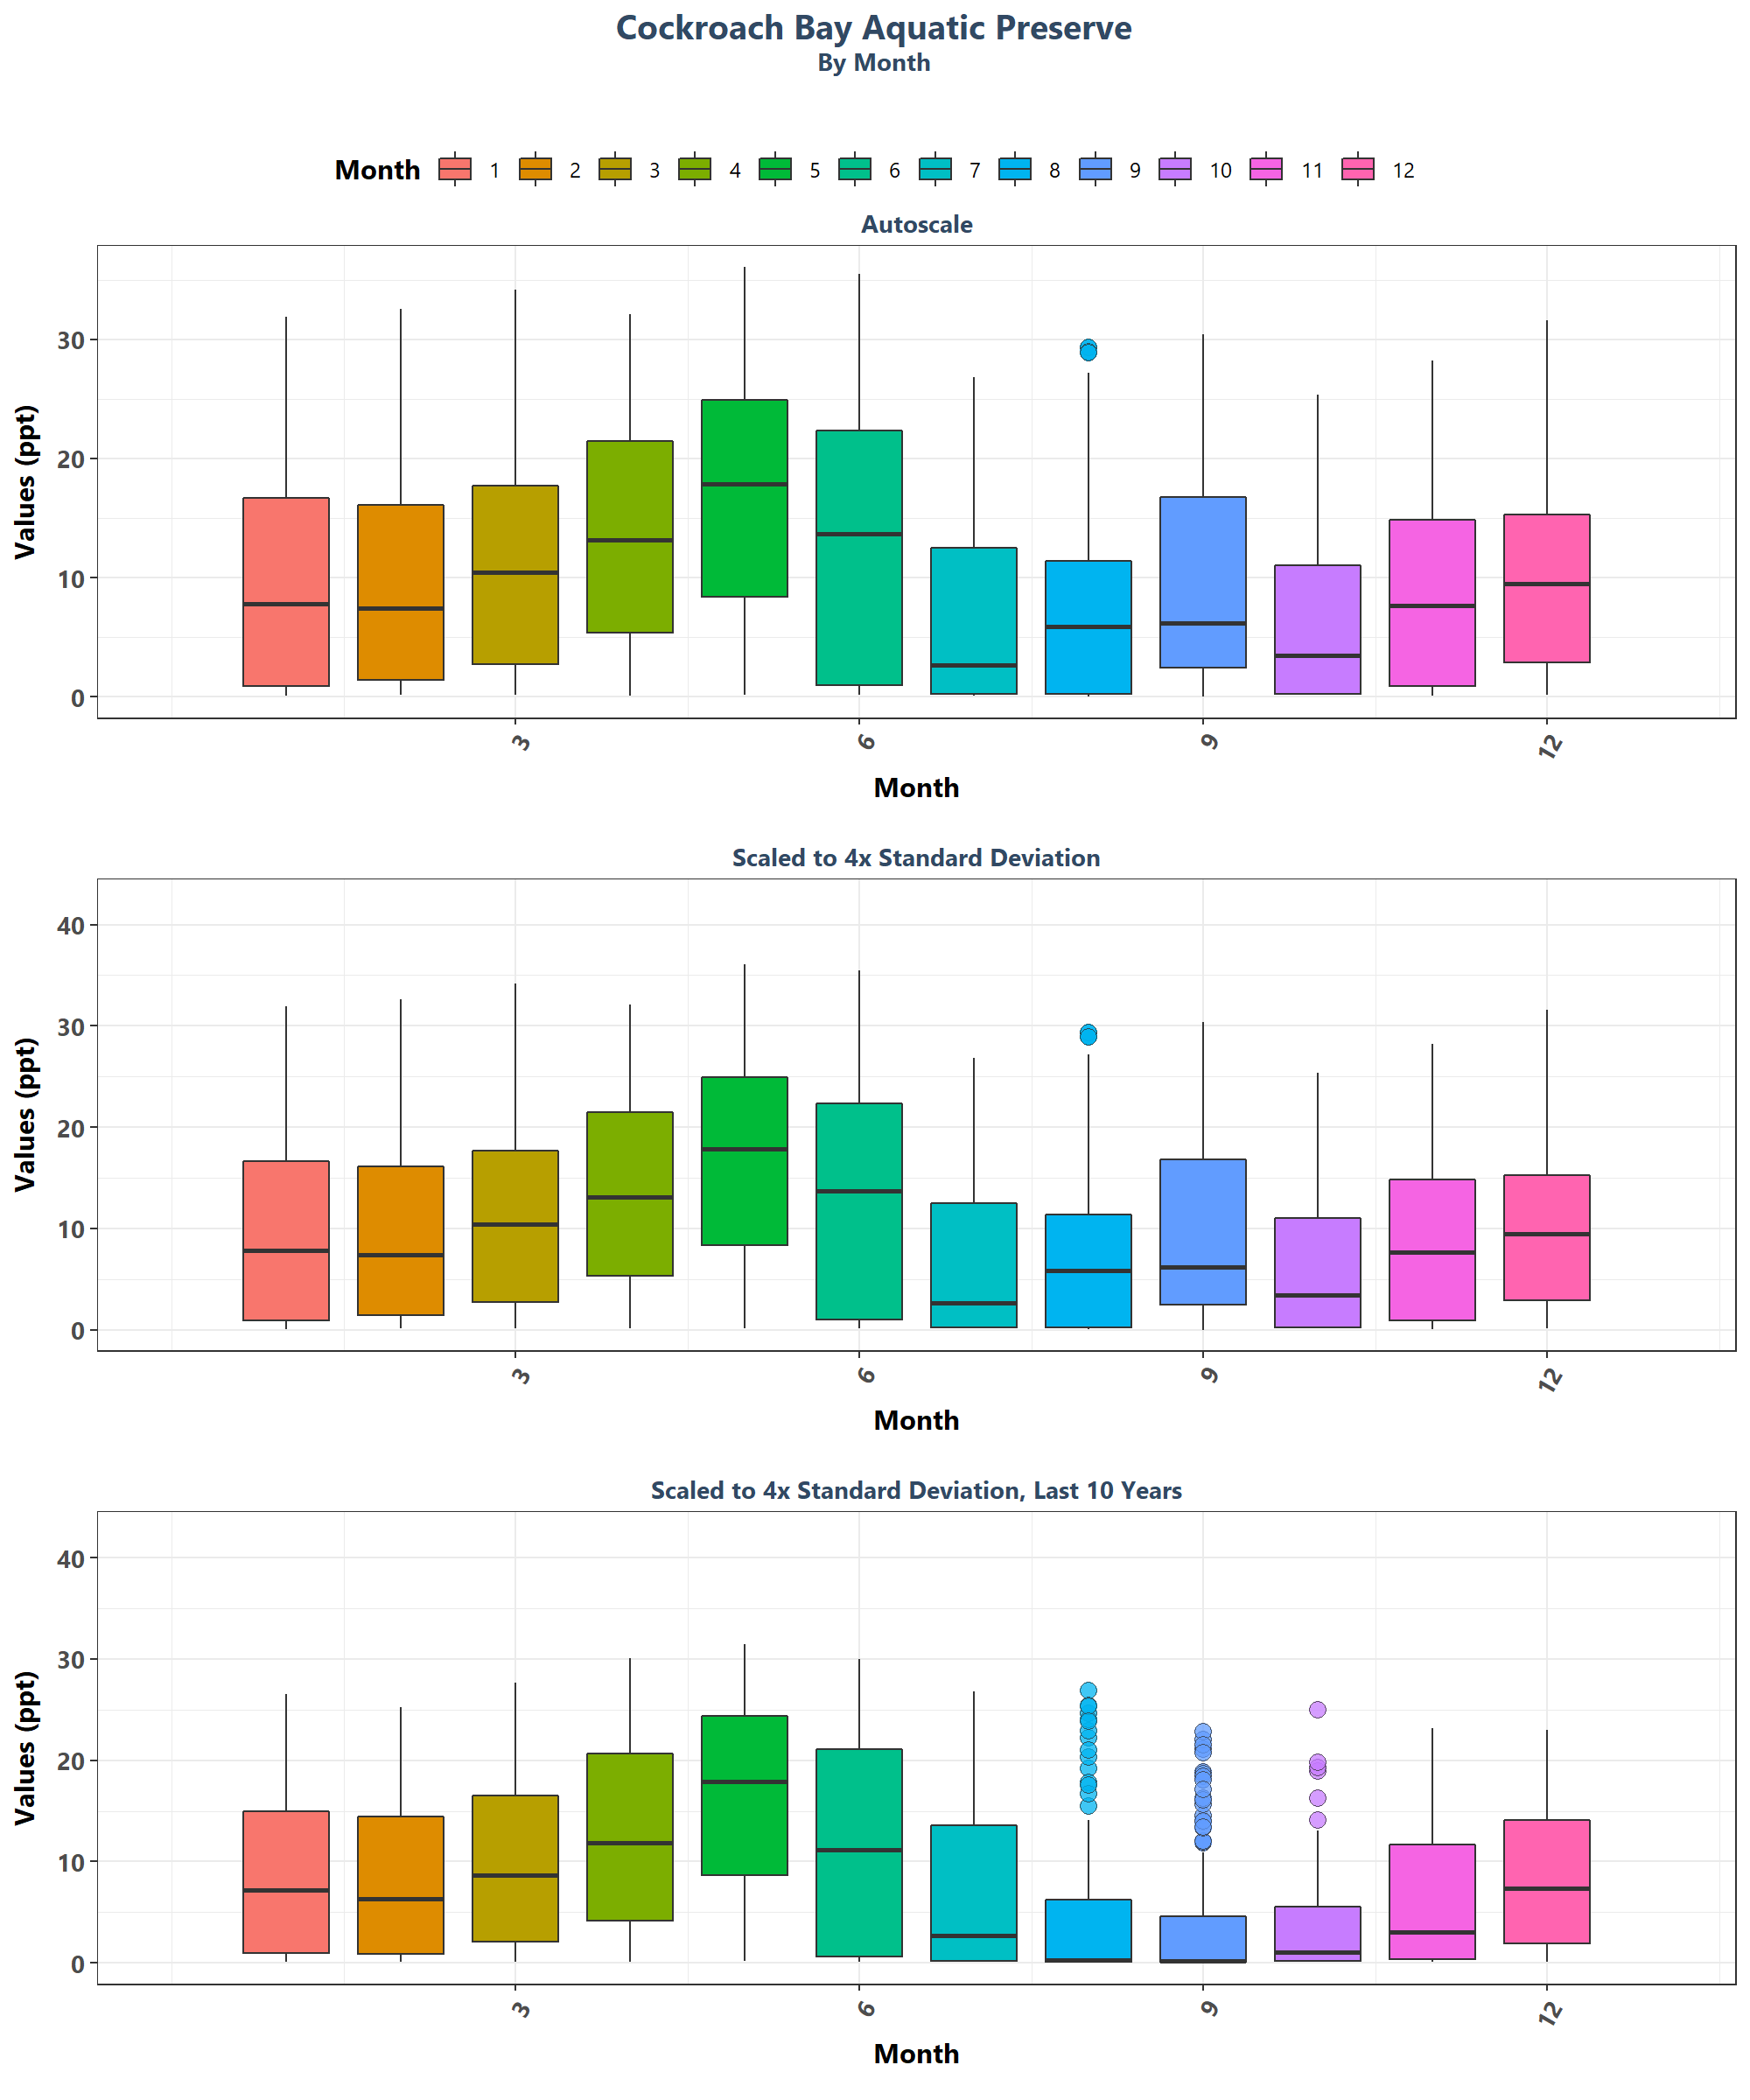 Cockroach Bay Aquatic Preserve
By Month
Month 1 2 3 4 5 6 7 8 9 10 11 12
Autoscale
Values (ppt)
30
20
10
0
3 6 9 12
Month
Scaled to 4x Standard Deviation
Values (ppt)
40
30
20
10
0
3 6 9 12
Month
Scaled to 4x Standard Deviation, Last 10 Years
Values (ppt)
40
30
20
10
0
3 6 9 12
Month